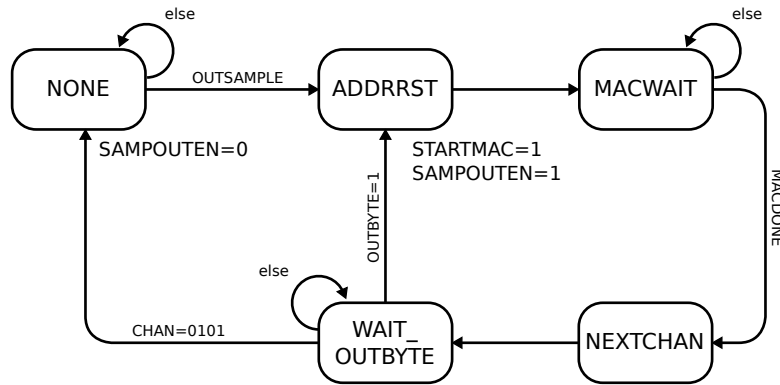 else
else
OUTSAMPLE
NONE
ADDRRST
MACWAIT
SAMPOUTEN=0
STARTMAC=1
SAMPOUTEN=1
OUTBYTE=1
MACDONE
else
CHAN=0101
WAIT_
OUTBYTE
NEXTCHAN